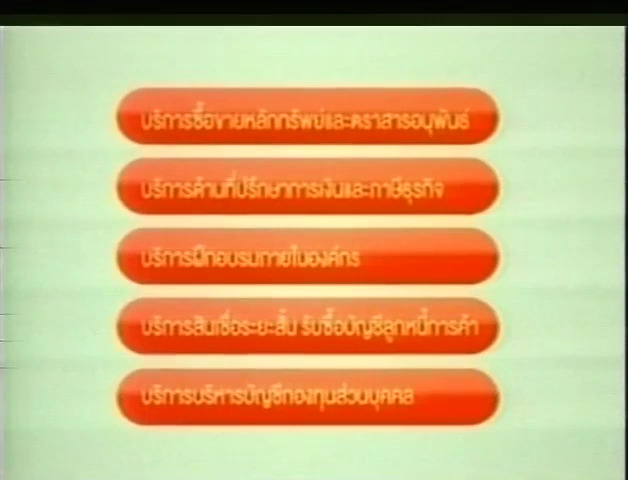 บริการซื้อขายหลักทรัพย์และตราสารอนุพันธ์
บริการด้านที่ปรึกษาการเงินและภาษีธุรกิจ
บริการฝึกอบรมภายในองค์กร
บริการสินเชื่อระยะสั้น รับซื้อบัญชีลูกหนี้การค้า
บริการบริหารบัญชีกองทุนส่วนบุคคล